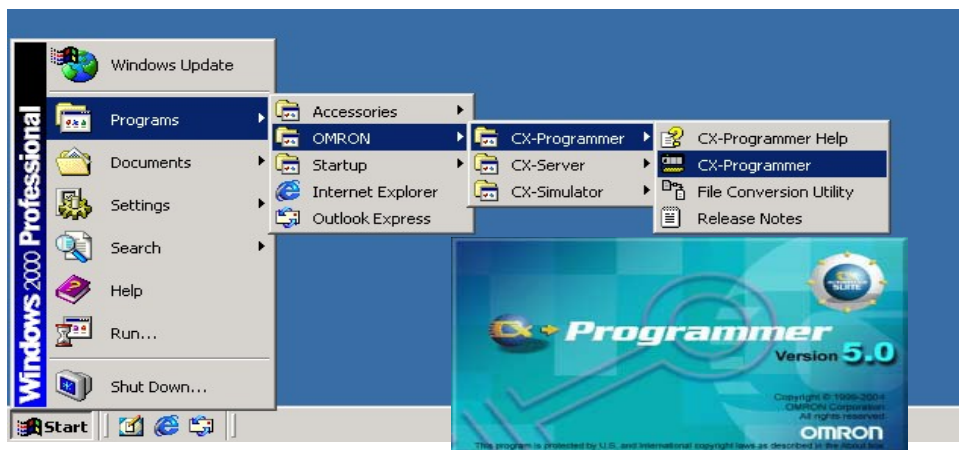 Windows 2000 Professional
Windows Update
Programs
Documents
Settings
Search
Help
Run...
Shut Down...
Start
Accessories
OMRON
Startup
Internet Explorer
Outlook Express
CX-Programmer
CX-Server
CX-Simulator
CX-Programmer Help
CX-Programmer
File Conversion Utility
Release Notes
SUITE
CX Programmer
Version 5.0
Copyright © 1999-2004
OMRON Corporation
All rights reserved
OMRON
This program is protected by U.S. and International copyright laws as described in the About box